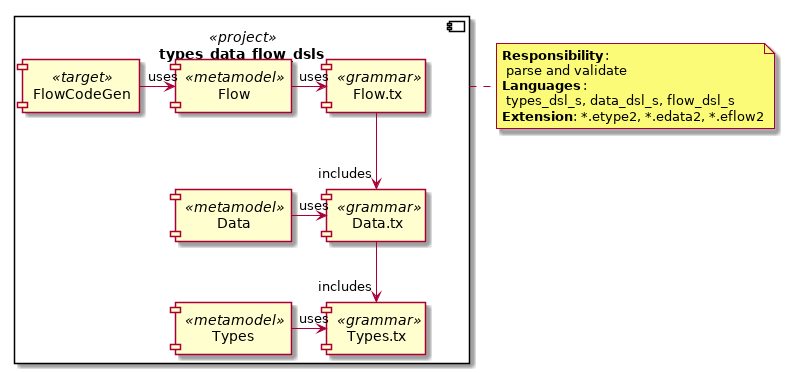 «project»
types_data_flow_dsls
«target»
FlowCodeGen
uses
«metamodel»
Flow
uses
«grammar»
Flow.tx
includes
«metamodel»
Data
uses
«grammar»
Data.tx
includes
«metamodel»
Types
uses
«grammar»
Types.tx
Responsibility:
parse and validate
Languages:
types_dsl_s, data_dsl_s, flow_dsl_s
Extension: *.etype2, *.edata2, *.eflow2